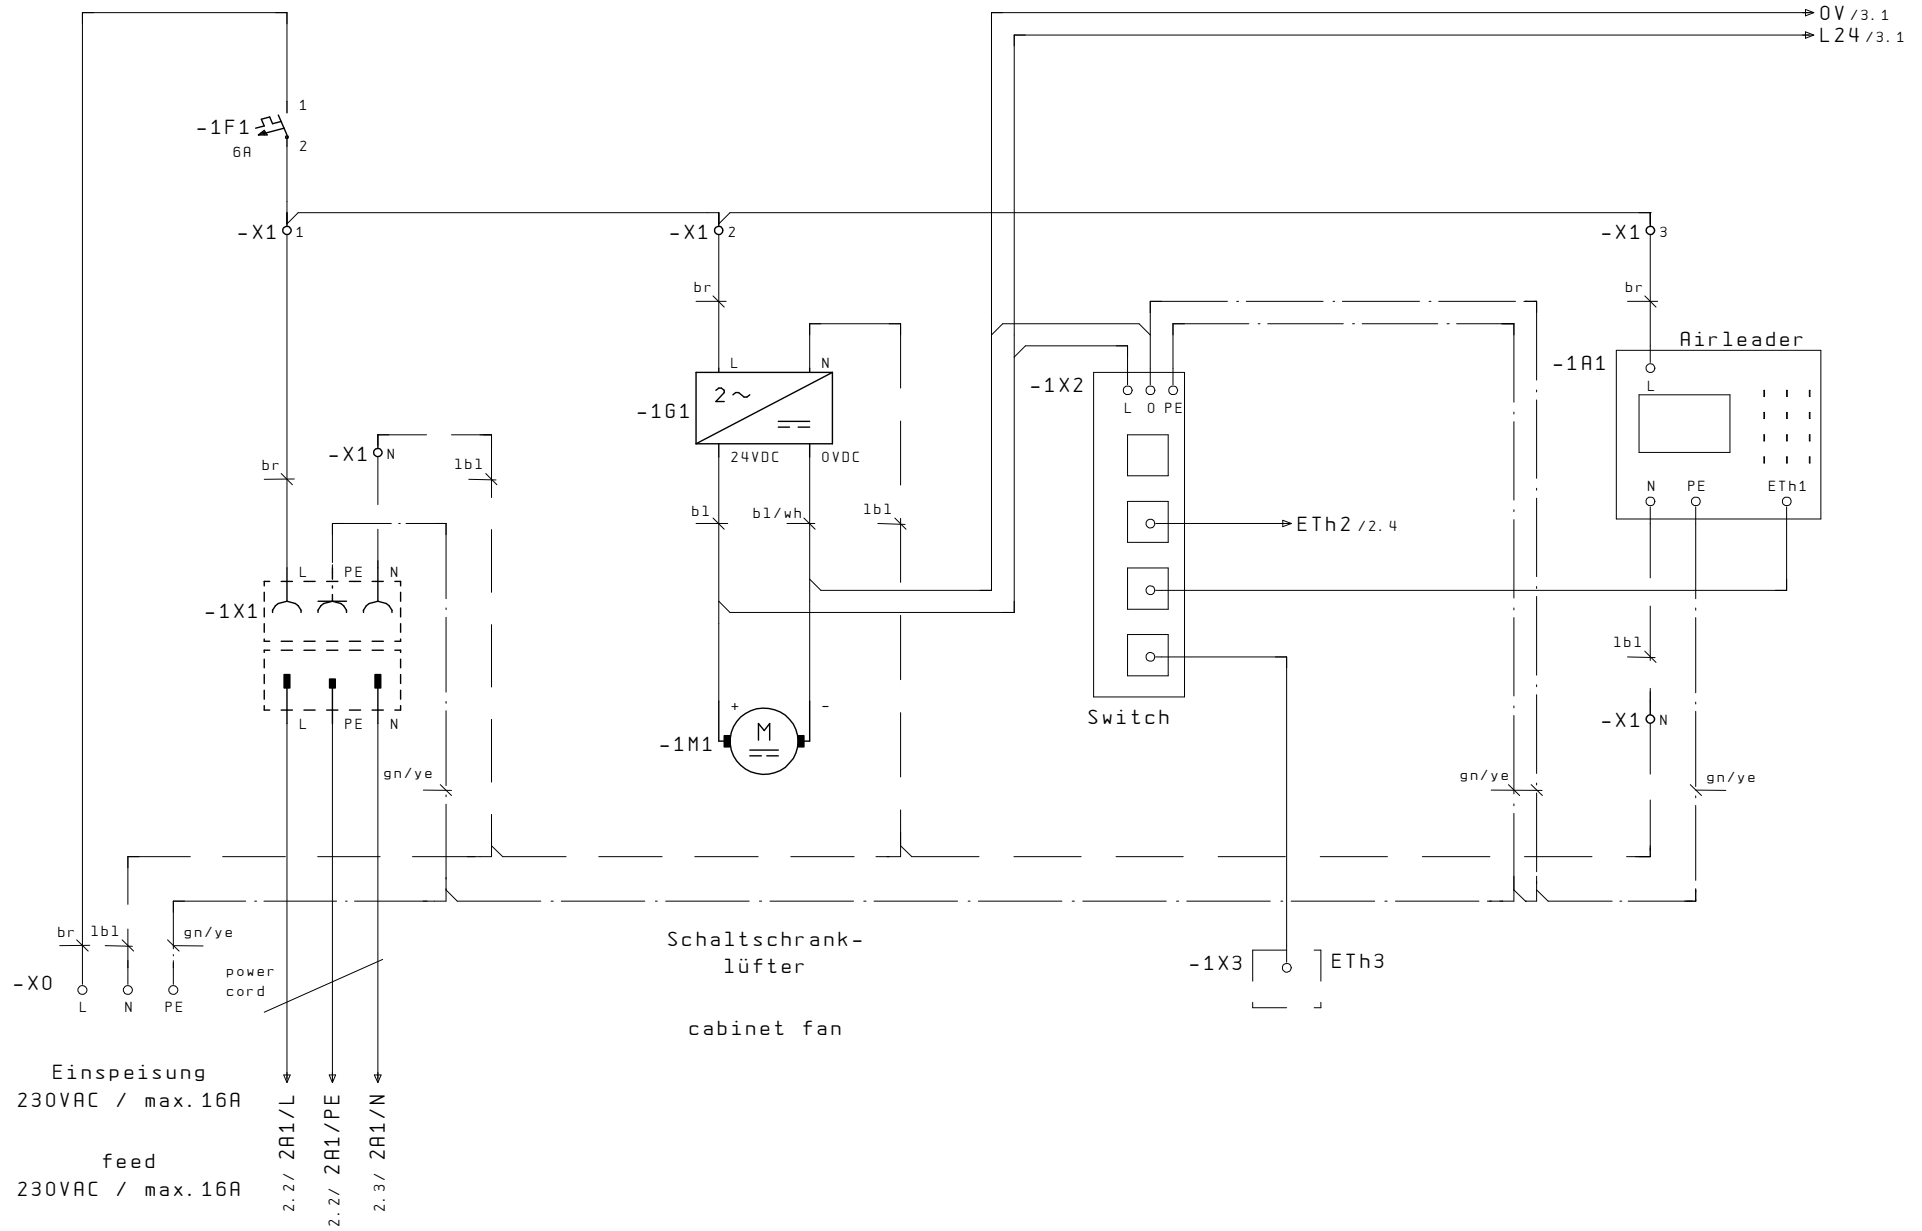 0V /3.1
L24 /3.1
1
-1F1
6A
2
-X1 1
-X1 2
-X1 3
br
br
Airleader
-1A1
L
L N
2~
-1G1
24VDC 0VDC
-1X2
L 0 PE
-X1 N
br
lbl
bl
bl/wh
lbl
ETh2 /2.4
N PE ETh1
L PE N
-1X1
L PE N
lbl
+ -
M
-1M1
Switch
-X1 N
gn/ye
gn/ye
gn/ye
br lbl gn/ye
-X0
L N PE
power
cord
Schaltschrank-
lüfter
cabinet fan
-1X3
ETh3
Einspeisung
230VAC / max.16A
feed
230VAC / max.16A
2.2/ 2A1/L
2.2/ 2A1/PE
2.3/ 2A1/N